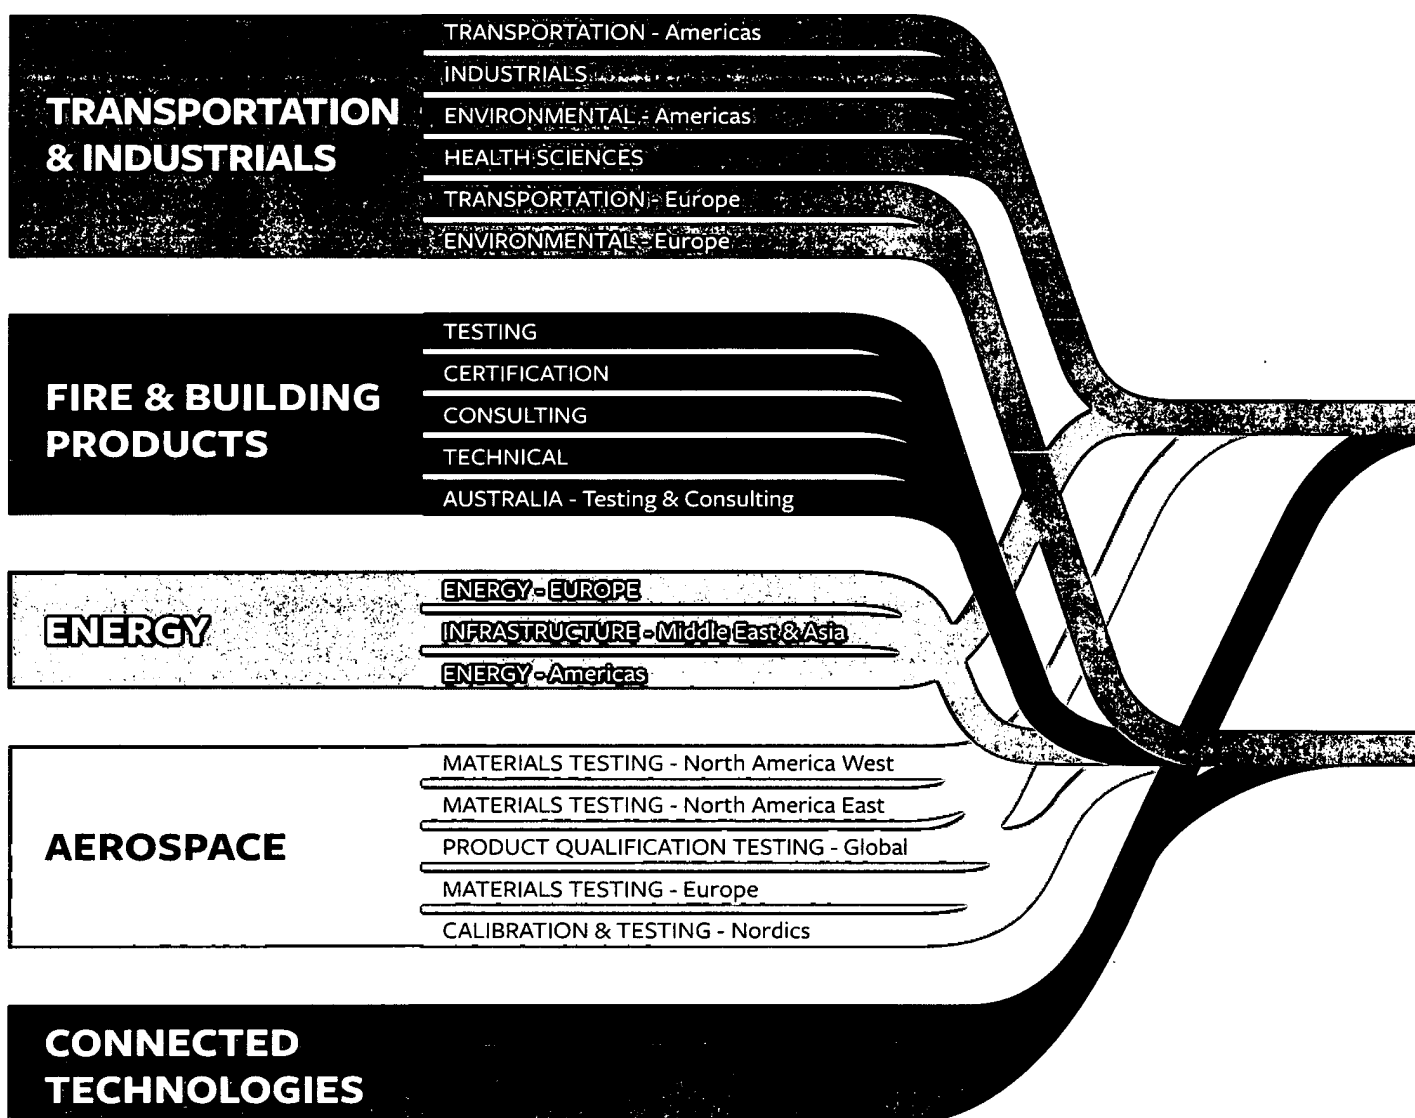 TRANSPORTATION
& INDUSTRIALS
TRANSPORTATION - Americas
INDUSTRIALS
ENVIRONMENTAL - Americas
HEALTH SCIENCES
TRANSPORTATION - Europe
ENVIRONMENTAL - Europe
FIRE & BUILDING
PRODUCTS
TESTING
CERTIFICATION
CONSULTING
TECHNICAL
AUSTRALIA - Testing & Consulting
ENERGY
ENERGY - EUROPE
INFRASTRUCTURE - Middle East & Asia
ENERGY - Americas
AEROSPACE
MATERIALS TESTING - North America West
MATERIALS TESTING - North America East
PRODUCT QUALIFICATION TESTING - Global
MATERIALS TESTING - Europe
CALIBRATION & TESTING - Nordics
CONNECTED
TECHNOLOGIES